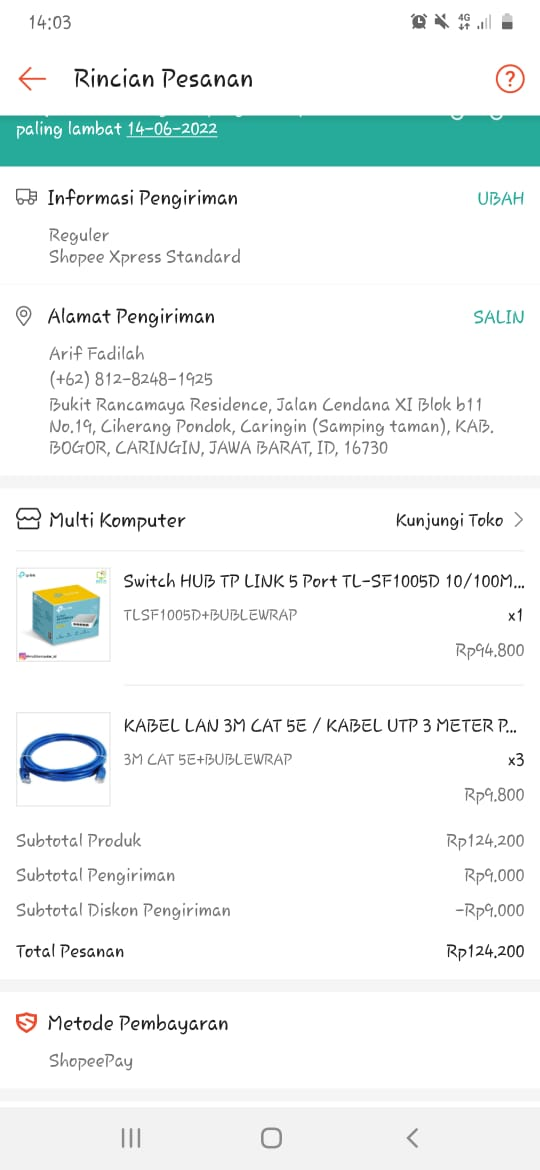 14:03
4G
Rincian Pesanan
?
paling lambat 14-06-2022
Informasi Pengiriman
UBAH
Reguler
Shopee Xpress Standard
Alamat Pengiriman
SALIN
Arif Fadilah
(+62) 812-8248-1925
Bukit Rancamaya Residence, Jalan Cendana XI Blok b11
No.19, Ciherang Pondok, Caringin (Samping taman), KAB.
BOGOR, CARINGIN, JAWA BARAT, ID, 16730
Multi Komputer
Kunjungi Toko
Switch HUB TP LINK 5 Port TL-SF1005D 10/100M...
TLSF1005D+BUBLEWRAP
x1
Rp94.800
KABEL LAN 3M CAT 5E / KABEL UTP 3 METER P...
3M CAT 5E+BUBLEWRAP
x3
Rp9.800
Subtotal Produk
Rp124.200
Subtotal Pengiriman
Rp9.000
Subtotal Diskon Pengiriman
-Rp9.000
Total Pesanan
Rp124.200
Metode Pembayaran
ShopeePay